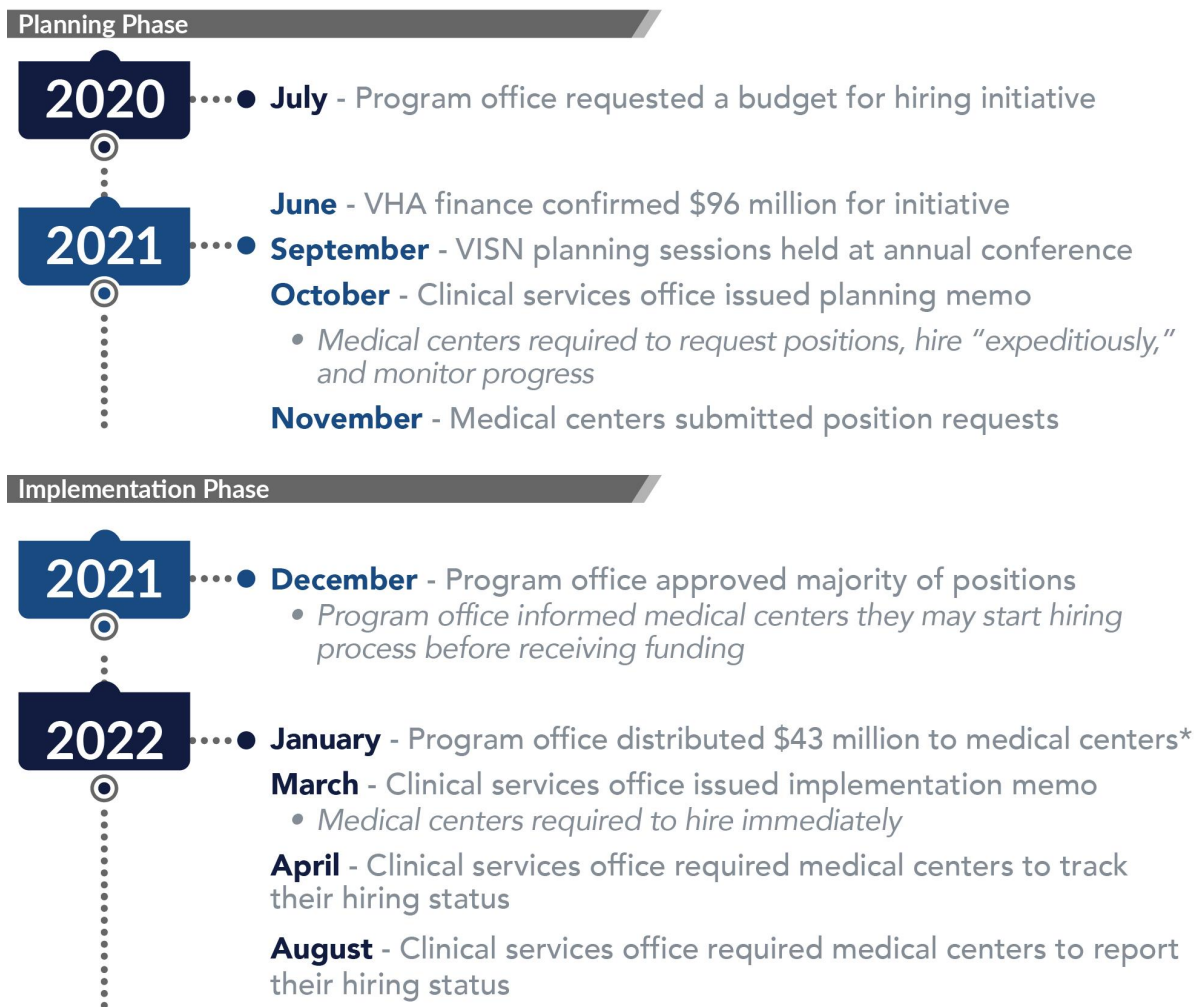 Planning Phase
2020
July - Program office requested a budget for hiring initiative
2021
June - VHA finance confirmed $96 million for initiative
September - VISN planning sessions held at annual conference
October - Clinical services office issued planning memo
• Medical centers required to request positions, hire “expeditiously,”
and monitor progress
November - Medical centers submitted position requests
Implementation Phase
2021
December - Program office approved majority of positions
• Program office informed medical centers they may start hiring
process before receiving funding
2022
January - Program office distributed $43 million to medical centers*
March - Clinical services office issued implementation memo
• Medical centers required to hire immediately
April - Clinical services office required medical centers to track
their hiring status
August - Clinical services office required medical centers to report
their hiring status